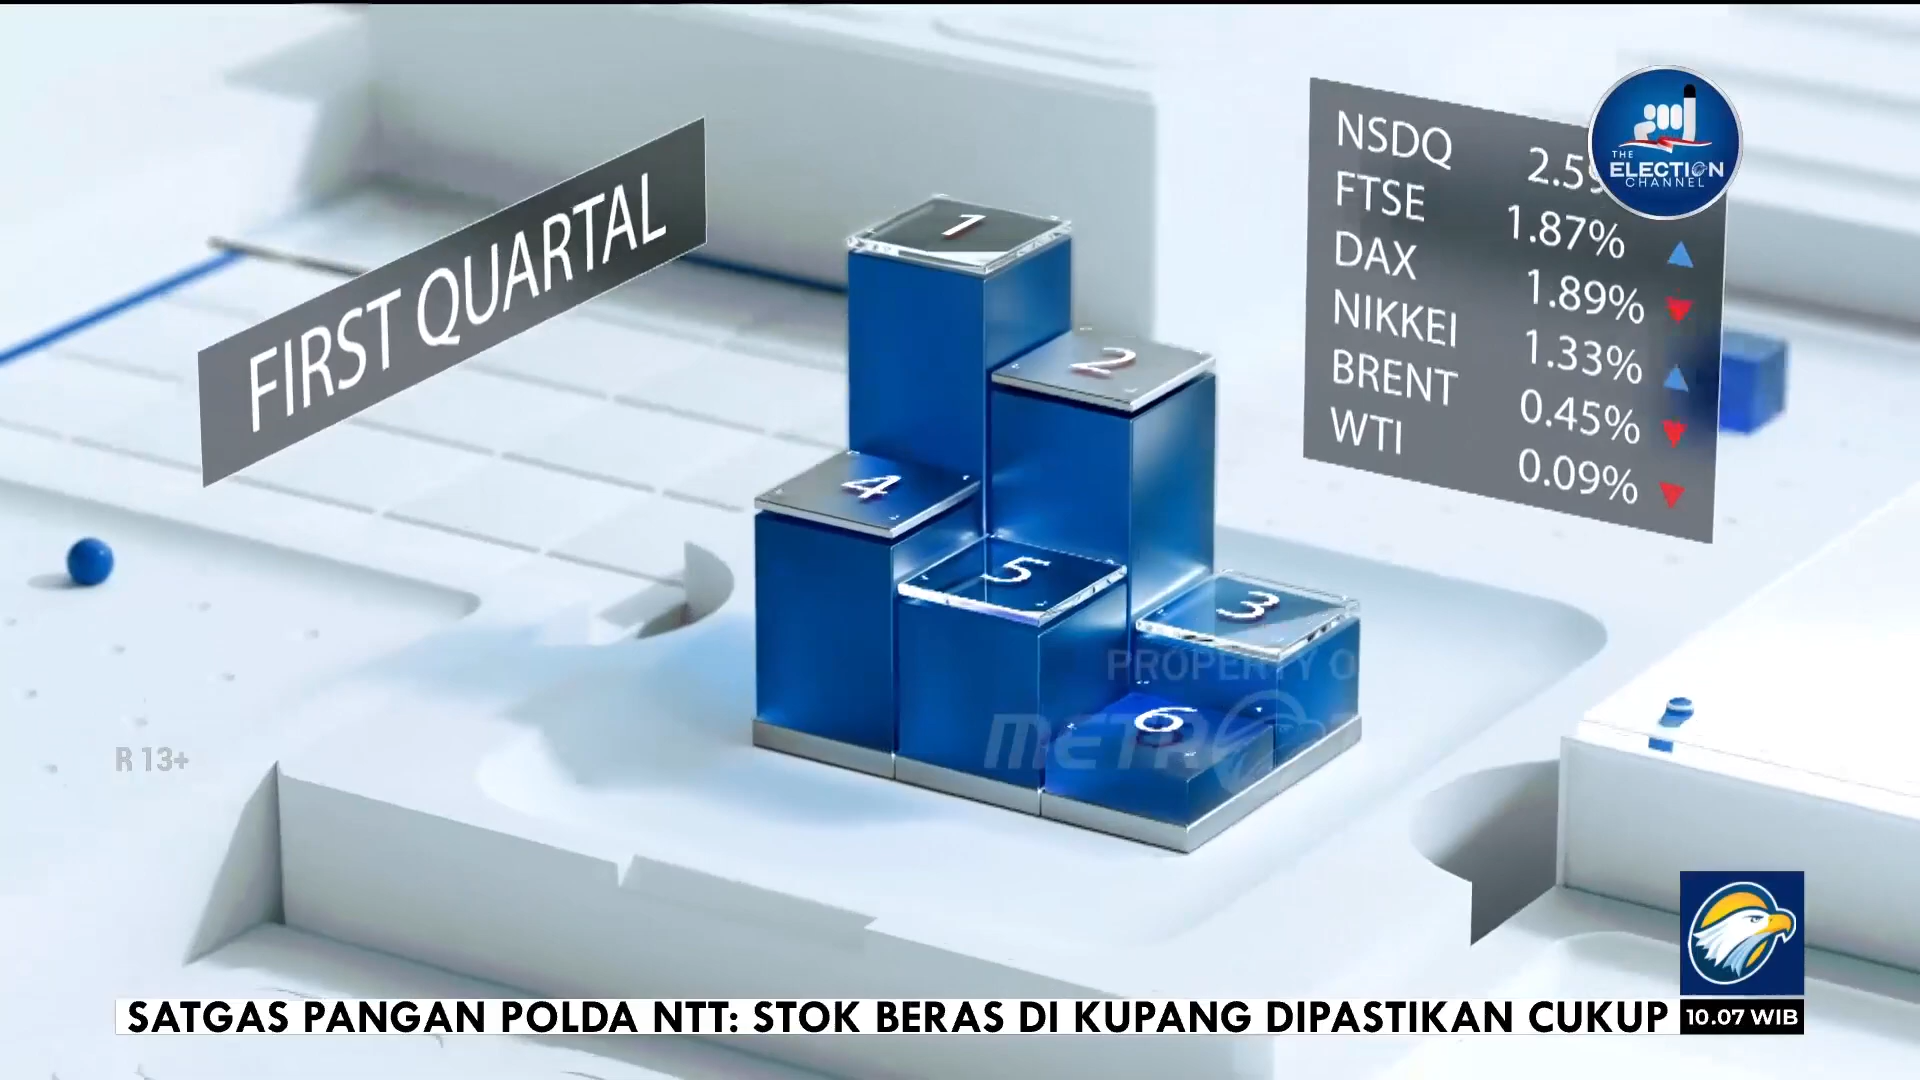 FIRST QUARTAL
NSDQ
FTSE 1.87%
DAX 1.89%
NIKKEI 1.33%
BRENT 0.45%
WTI 0.09%
THE
ELECTION
CHANNEL
1
2
4
5
3
6
PROPERTY O
METR
R 13+
SATGAS PANGAN POLDA NTT: STOK BERAS DI KUPANG DIPASTIKAN CUKUP
10.07 WIB